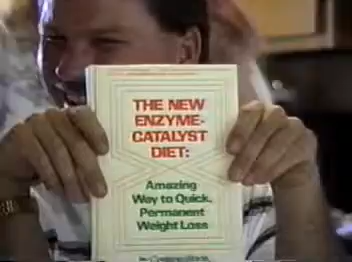 THE NEW
ENZYME-
CATALYST
DIET:
Amazing
Way to Quick,
Permanent
Weight Loss